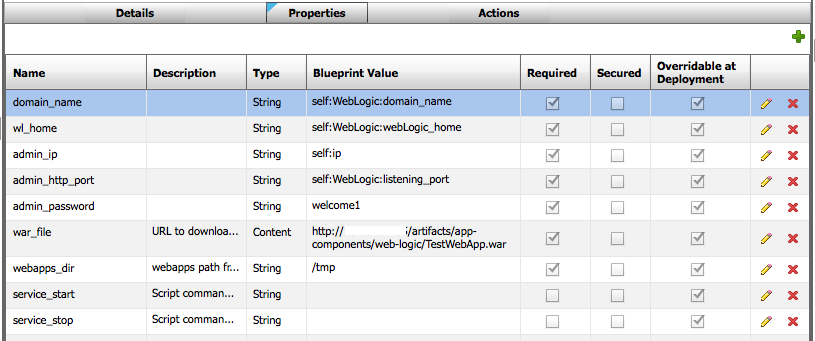 Details Properties Actions
Name Description Type Blueprint Value Required Secured Overridable at
Deployment
domain_name String self:WebLogic:domain_name
wl_home String self:WebLogic:webLogic_home
admin_ip String self:ip
admin_http_port String self:WebLogic:listening_port
admin_password String welcome1
war_file URL to downloa... Content http:// /artifacts/app-
components/web-logic/TestWebApp.war
webapps_dir webapps path fr... String /tmp
service_start Script comman... String
service_stop Script comman... String